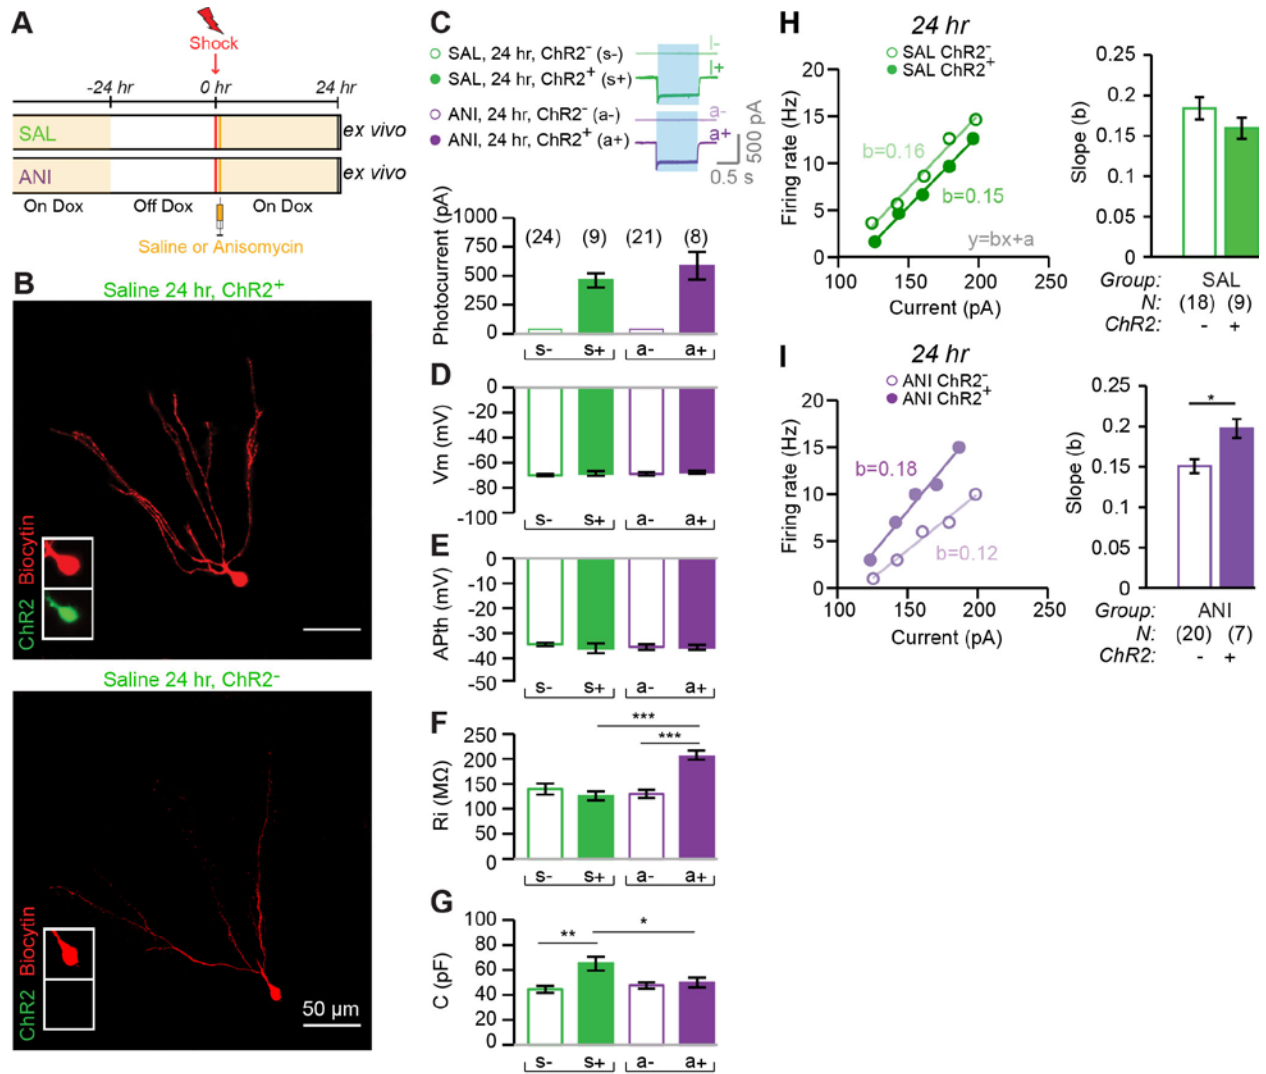 A
Shock
-24 hr
0 hr
24 hr
SAL
ex vivo
ANI
ex vivo
On Dox
Off Dox
On Dox
Saline or Anisomycin
B
Saline 24 hr, ChR2+
ChR2 Biocytin
Saline 24 hr, ChR2-
ChR2 Biocytin
50 µm
C
SAL, 24 hr, ChR2- (s-)
SAL, 24 hr, ChR2+ (s+)
ANI, 24 hr, ChR2- (a-)
ANI, 24 hr, ChR2+ (a+)
l-
l+
a-
a+
500 pA
0.5 s
Photocurrent (pA)
1000
750
500
250
0
(24) (9) (21) (8)
s- s+ a- a+
D
Vm (mV)
0
-20
-40
-60
-80
-100
s- s+ a- a+
E
APth (mV)
0
-10
-20
-30
-40
-50
s- s+ a- a+
F
Ri (MΩ)
250
200
150
100
50
0
***
***
s- s+ a- a+
G
C (pF)
100
80
60
40
20
0
**
*
s- s+ a- a+
H
24 hr
SAL ChR2-
SAL ChR2+
Firing rate (Hz)
20
15
10
5
0
b=0.16
b=0.15
y=bx+a
100 150 200 250
Current (pA)
Slope (b)
0.25
0.2
0.15
0.1
0.05
0
Group: SAL
N: (18) (9)
ChR2: - +
I
24 hr
ANI ChR2-
ANI ChR2+
Firing rate (Hz)
20
15
10
5
0
b=0.18
b=0.12
100 150 200 250
Current (pA)
Slope (b)
0.25
0.2
0.15
0.1
0.05
0
*
Group: ANI
N: (20) (7)
ChR2: - +